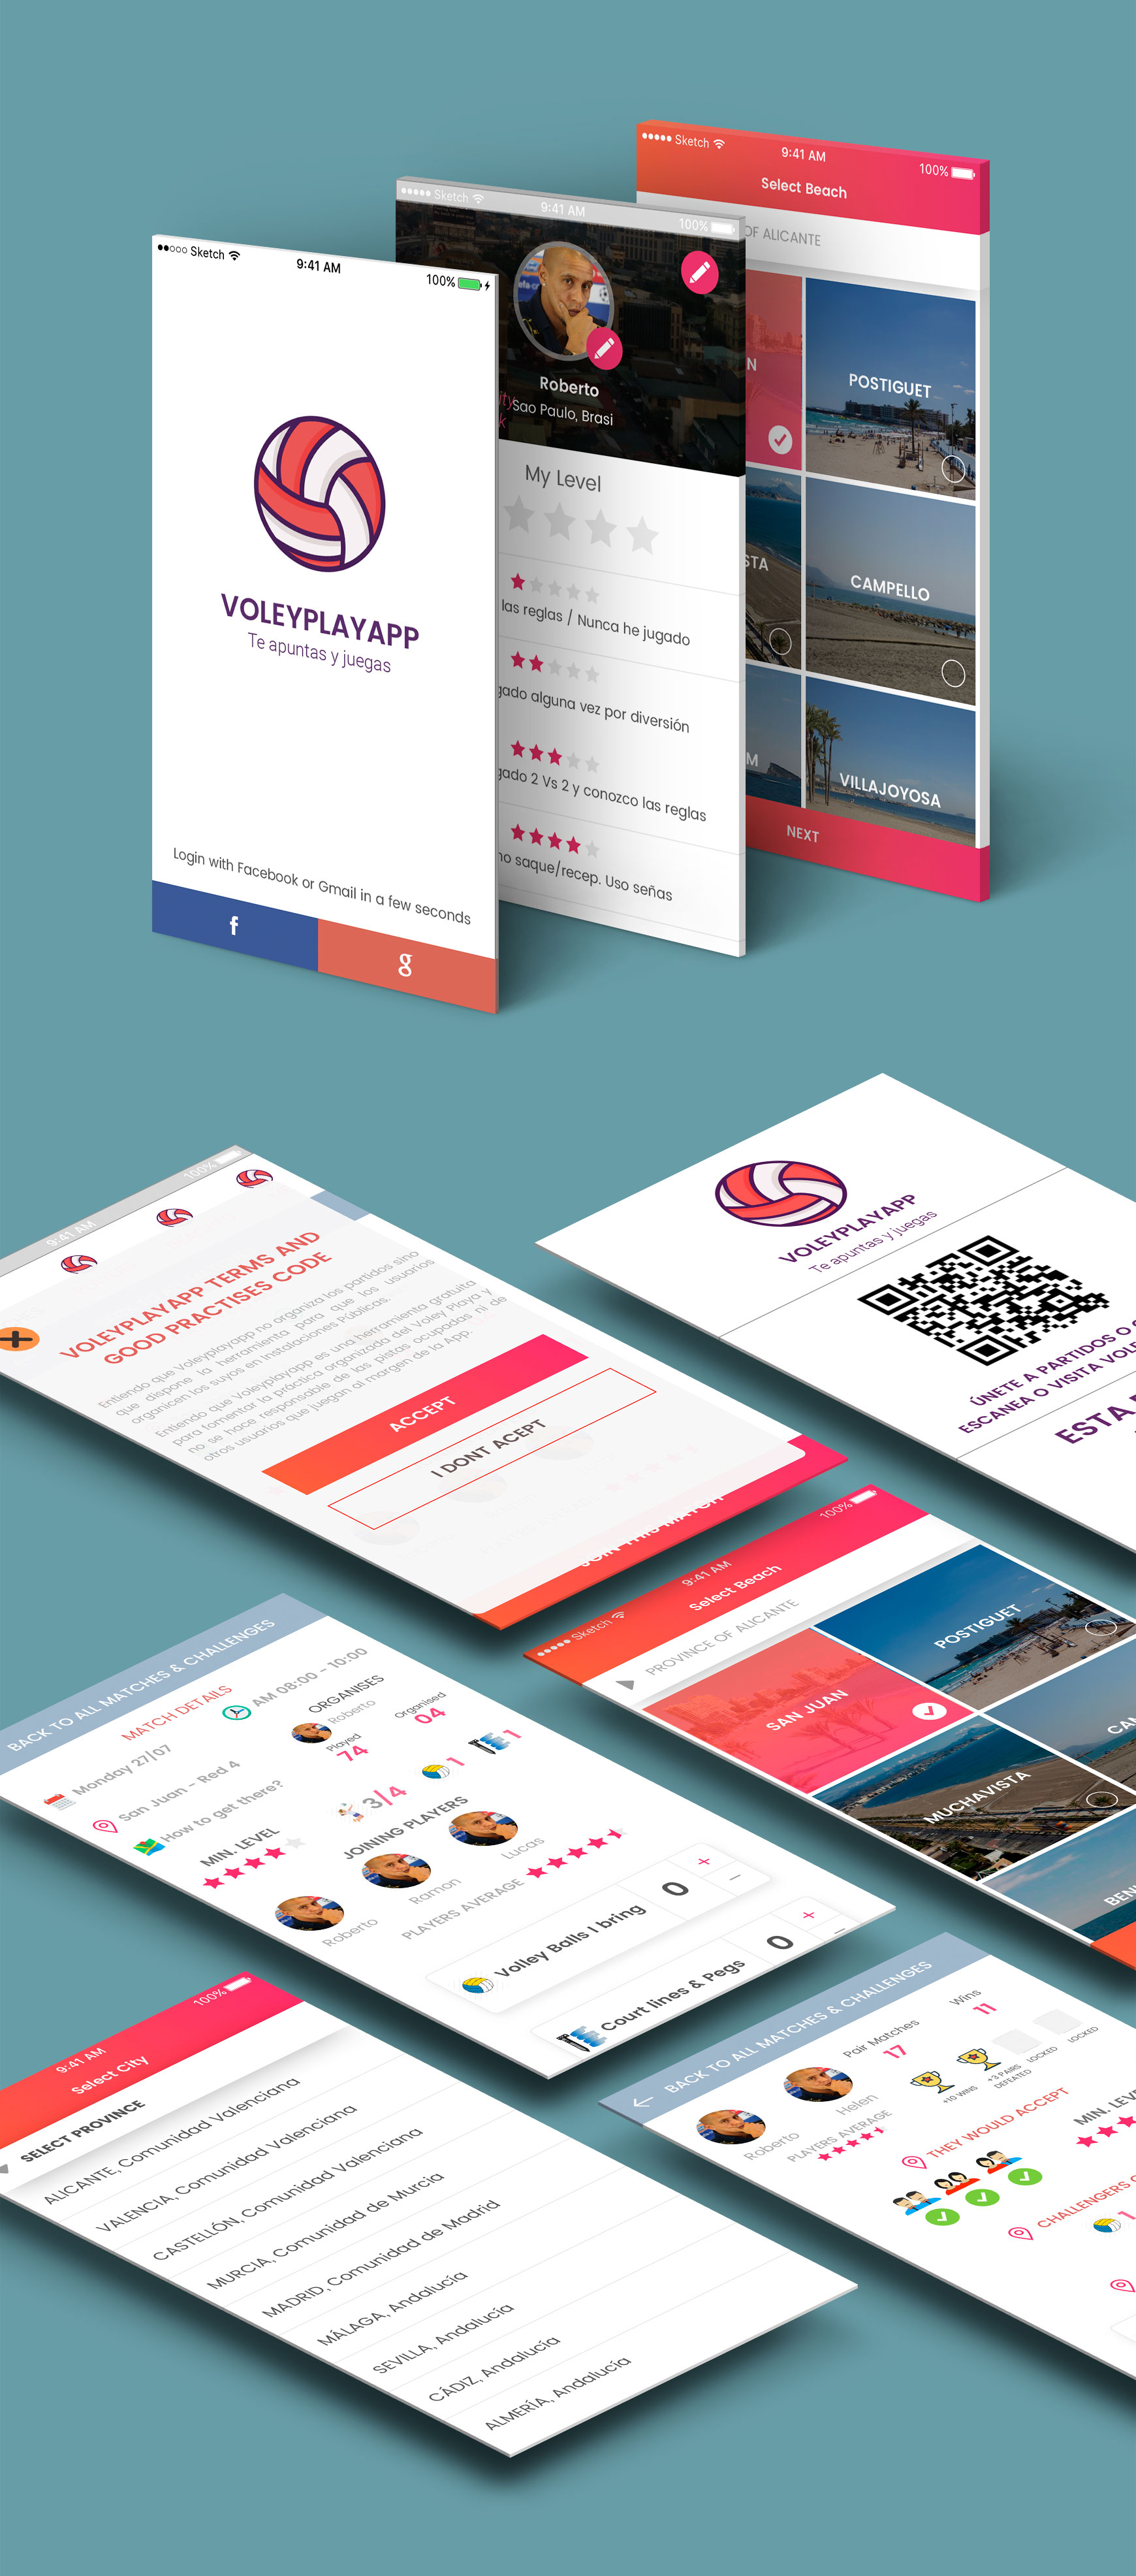 Sketch
9:41 AM
100%
Select Beach
OF ALICANTE
N
POSTIGUET
STA
CAMPELLO
M
VILLAJOYOSA
NEXT
Sketch
9:41 AM
100%
Roberto
Sao Paulo, Brasi
My Level
las reglas / Nunca he jugado
gado alguna vez por diversión
gado 2 Vs 2 y conozco las reglas
no saque/recep. Uso señas
Sketch
9:41 AM
100%
VOLEYPLAYAPP
Te apuntas y juegas
Login with Facebook or Gmail in a few seconds
f
g
9:41 AM
100%
VOLEYPLAYAPP TERMS AND
GOOD PRACTISES CODE
Entiendo que Voleyplayapp no organiza los partidos sino
que dispone la herramienta para que los usuarios
organicen los suyos en Instalaciones Públicas.
Entiendo que Voleyplayapp es una herramienta gratuita
para fomentar la práctica organizada del Voley Playa y
no se hace responsable de las pistas ocupadas ni de
otros usuarios que juegan al margen de la App.
ACCEPT
I DONT ACEPT
JOIN THIS MATCH
VOLEYPLAYAPP
Te apuntas y juegas
ÚNETE A PARTIDOS O
ESCANEA O VISITA
ESTA
Sketch
9:41 AM
100%
Select Beach
PROVINCE OF ALICANTE
SAN JUAN
POSTIGUET
MUCHAVISTA
CAM
BEN
BACK TO ALL MATCHES & CHALLENGES
MATCH DETAILS
Monday 27/07
AM 08:00 - 10:00
San Juan - Red 4
How to get there?
ORGANISES
Roberto
Played
74
Organised
04
MIN. LEVEL
3/4
1
1
JOINING PLAYERS
Roberto
Ramon
Lucas
PLAYERS AVERAGE
Volley Balls I bring
0
+
−
Court lines & Pegs
0
+
−
9:41 AM
100%
Select City
SELECT PROVINCE
ALICANTE, Comunidad Valenciana
VALENCIA, Comunidad Valenciana
CASTELLÓN, Comunidad Valenciana
MURCIA, Comunidad de Murcia
MADRID, Comunidad de Madrid
MÁLAGA, Andalucía
SEVILLA, Andalucía
CÁDIZ, Andalucía
ALMERÍA, Andalucía
BACK TO ALL MATCHES & CHALLENGES
Roberto
Helen
PLAYERS AVERAGE
Pair Matches
17
Wins
11
+10 WINS
+3 PAIRS
DEFEATED
LOCKED
LOCKED
THEY WOULD ACCEPT
MIN. LEV
CHALLENGERS
1